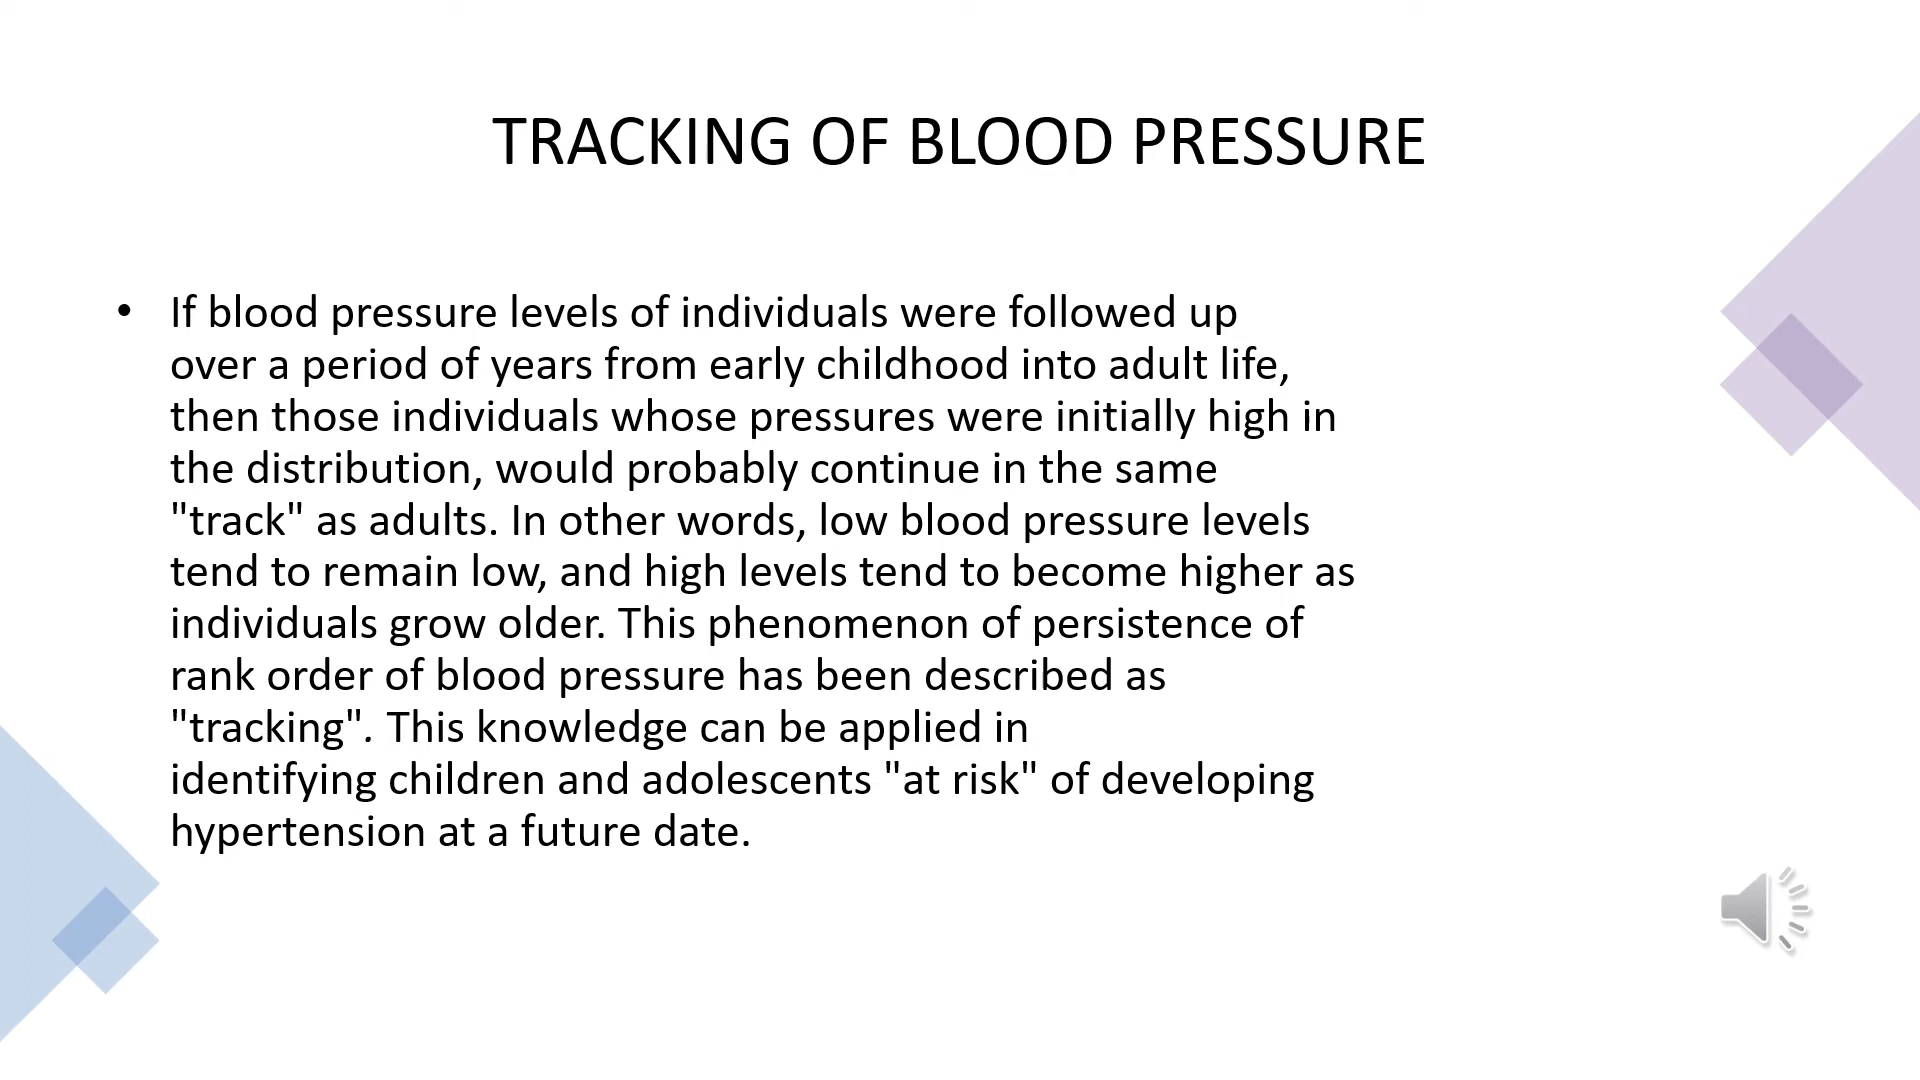 TRACKING OF BLOOD PRESSURE
• If blood pressure levels of individuals were followed up
over a period of years from early childhood into adult life,
then those individuals whose pressures were initially high in
the distribution, would probably continue in the same
"track" as adults. In other words, low blood pressure levels
tend to remain low, and high levels tend to become higher as
individuals grow older. This phenomenon of persistence of
rank order of blood pressure has been described as
"tracking". This knowledge can be applied in
identifying children and adolescents "at risk" of developing
hypertension at a future date.